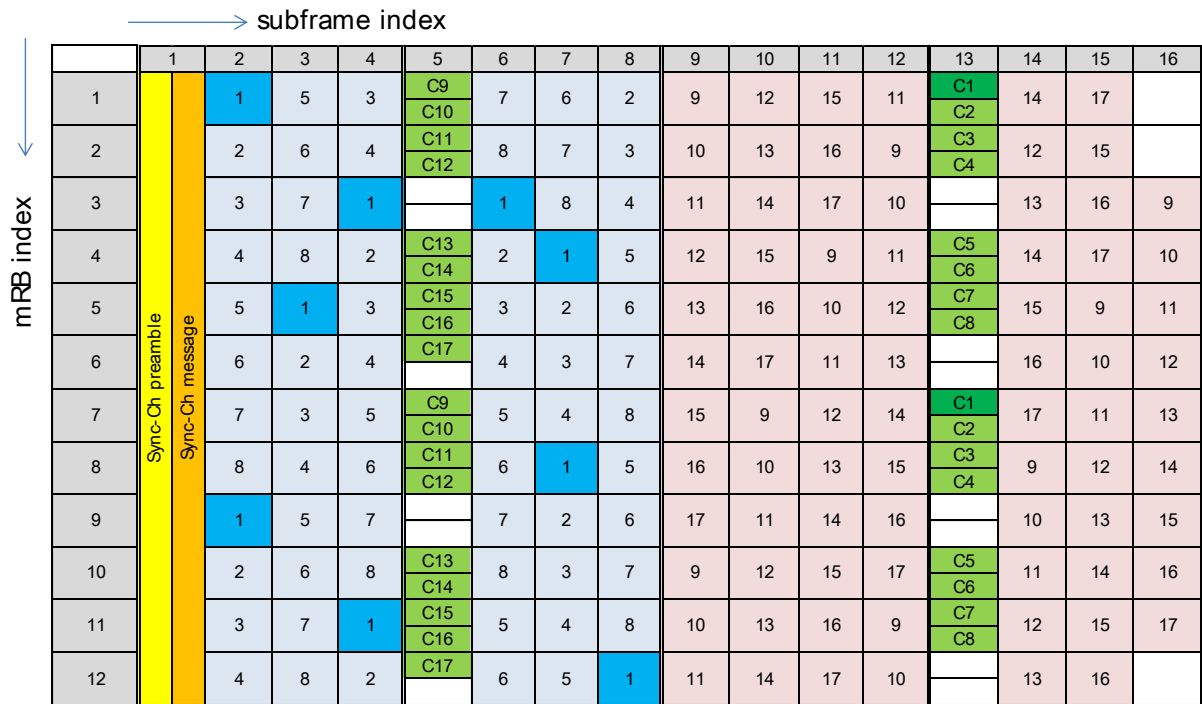 subframe index
mRB index
1 2 3 4 5 6 7 8 9 10 11 12 13 14 15 16
Sync-Ch preamble
Sync-Ch message
1 1 5 3 C9 C10 7 6 2 9 12 15 11 C1 C2 14 17
2 2 6 4 C11 C12 8 7 3 10 13 16 9 C3 C4 12 15
3 3 7 1 1 8 4 11 14 17 10 13 16 9
4 4 8 2 C13 C14 2 1 5 12 15 9 11 C5 C6 14 17 10
5 5 1 3 C15 C16 3 2 6 13 16 10 12 C7 C8 15 9 11
6 6 2 4 C17 4 3 7 14 17 11 13 16 10 12
7 7 3 5 C9 C10 5 4 8 15 9 12 14 C1 C2 17 11 13
8 8 4 6 C11 C12 6 1 5 16 10 13 15 C3 C4 9 12 14
9 1 5 7 7 2 6 17 11 14 16 10 13 15
10 2 6 8 C13 C14 8 3 7 9 12 15 17 C5 C6 11 14 16
11 3 7 1 C15 C16 5 4 8 10 13 16 9 C7 C8 12 15 17
12 4 8 2 C17 6 5 1 11 14 17 10 13 16